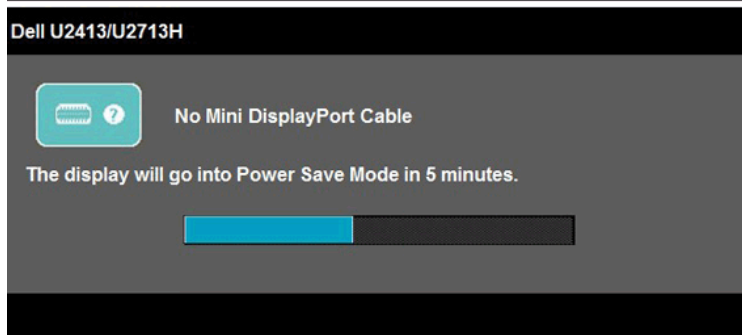 Dell U2413/U2713H
?
No Mini DisplayPort Cable
The display will go into Power Save Mode in 5 minutes.